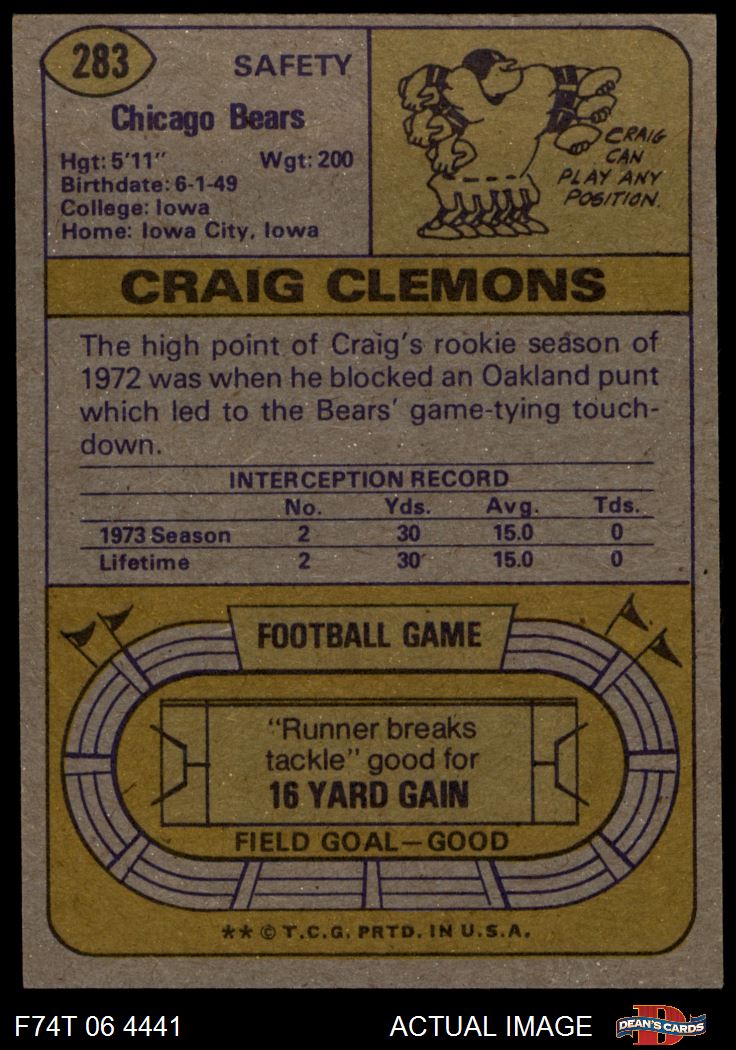 283
SAFETY
Chicago Bears
Hgt: 5'11" Wgt: 200
Birthdate: 6-1-49
College: Iowa
Home: Iowa City, Iowa
CRAIG
CAN
PLAY ANY
POSITION.
CRAIG CLEMONS
The high point of Craig's rookie season of
1972 was when he blocked an Oakland punt
which led to the Bears' game-tying touch-
down.
INTERCEPTION RECORD
No. Yds. Avg. Tds.
1973 Season 2 30 15.0 0
Lifetime 2 30 15.0 0
FOOTBALL GAME
"Runner breaks
tackle" good for
16 YARD GAIN
FIELD GOAL—GOOD
** © T.C.G. PRTD. IN U.S.A.
F74T 06 4441 ACTUAL IMAGE
D
DEAN'S CARDS